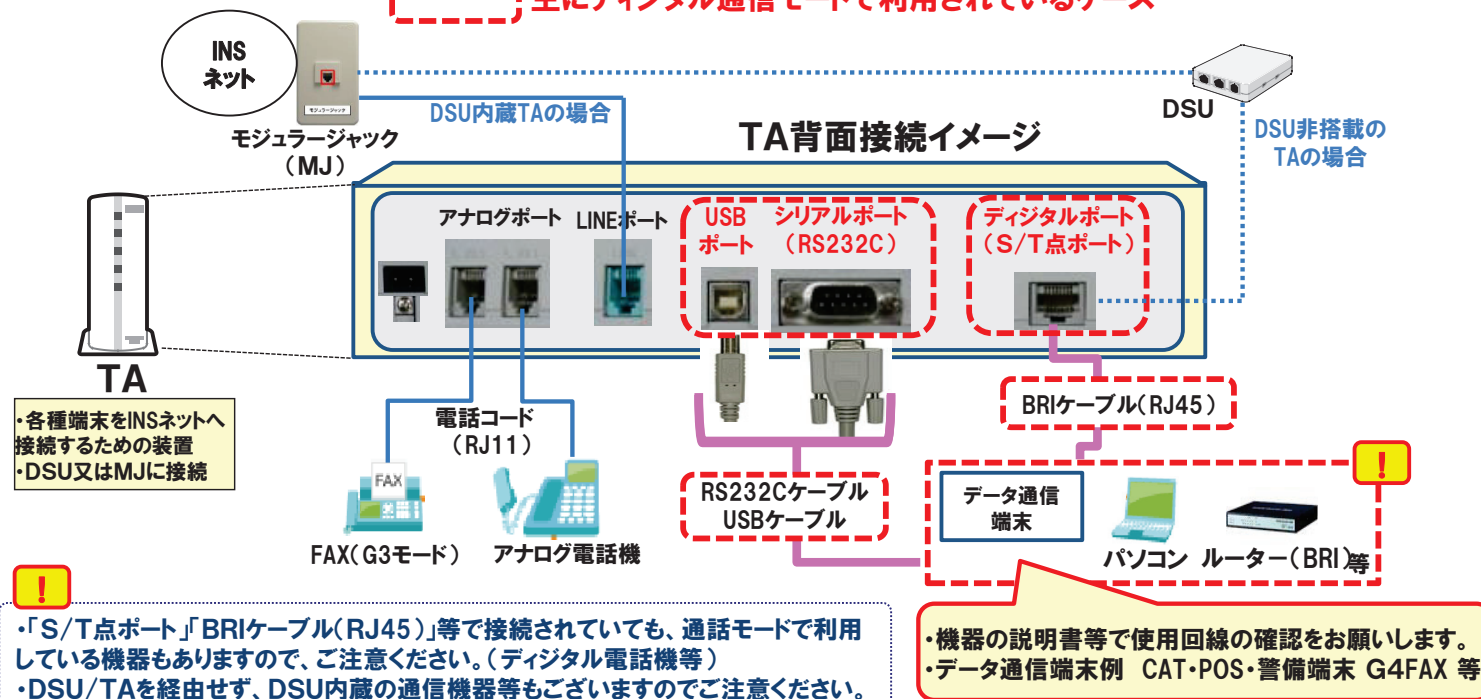 主にディジタル通信モードで利用されているケース
INS
ネット
モジュラージャック
モジュラージャック
(MJ)
DSU内蔵TAの場合
DSU
DSU非搭載の
TAの場合
TA背面接続イメージ
アナログポート
LINEポート
USB
ポート
シリアルポート
(RS232C)
ディジタルポート
(S/T点ポート)
TA
・各種端末をINSネットへ
接続するための装置
・DSU又はMJに接続
電話コード
(RJ11)
FAX
FAX(G3モード)
アナログ電話機
RS232Cケーブル
USBケーブル
BRIケーブル(RJ45)
!
データ通信
端末
パソコン
ルーター(BRI)等
!
・「S/T点ポート」「BRIケーブル(RJ45)」等で接続されていても、通話モードで利用
している機器もありますので、ご注意ください。(ディジタル電話機等)
・DSU/TAを経由せず、DSU内蔵の通信機器等もございますのでご注意ください。
・機器の説明書等で使用回線の確認をお願いします。
・データ通信端末例 CAT・POS・警備端末 G4FAX 等